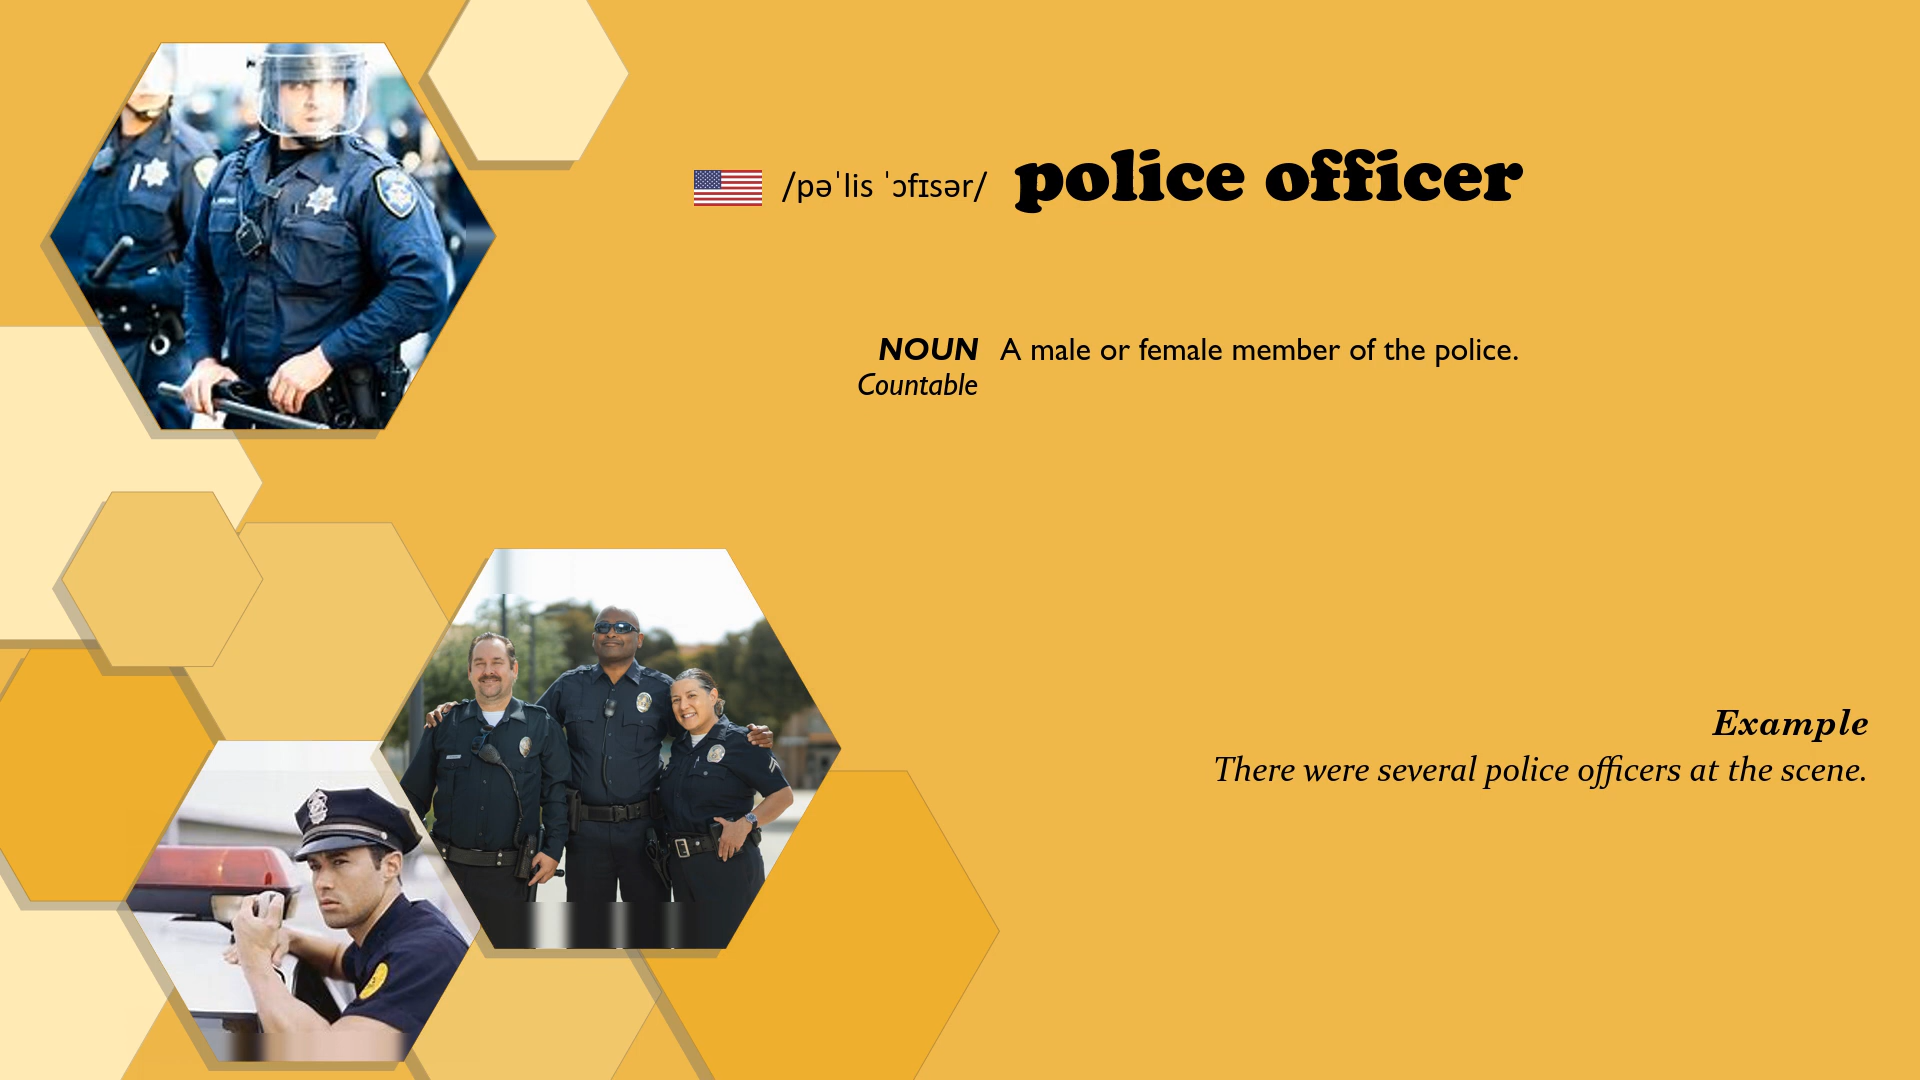 /pəˈlis ˈɔfɪsər/ police officer
NOUN A male or female member of the police.
Countable
Example
There were several police officers at the scene.